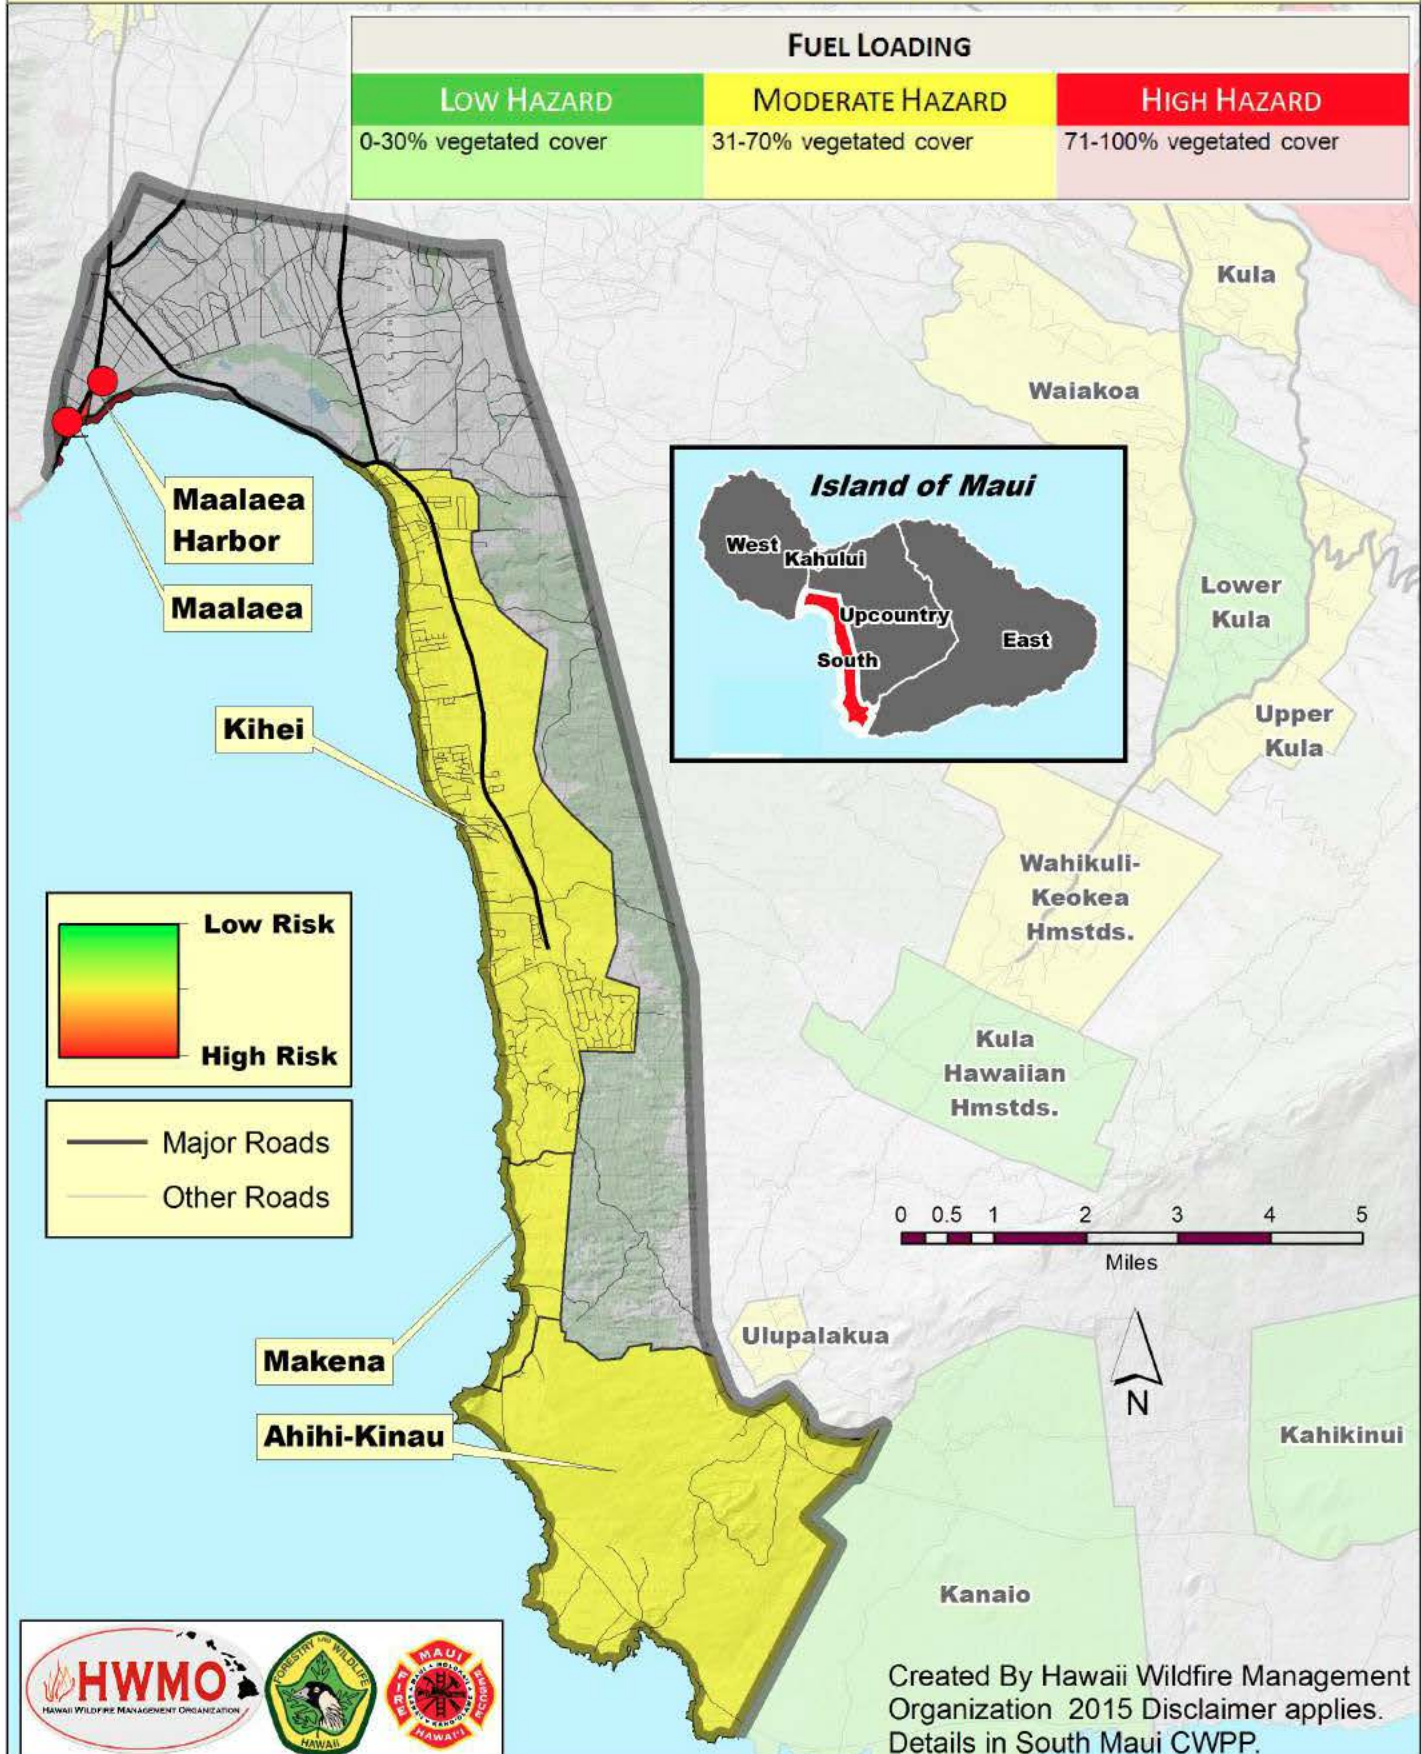 FUEL LOADING
LOW HAZARD
MODERATE HAZARD
HIGH HAZARD
0-30% vegetated cover
31-70% vegetated cover
71-100% vegetated cover
Kula
Waiakoa
Lower
Kula
Upper
Kula
Maalaea
Harbor
Maalaea
Island of Maui
West
Kahului
Upcountry
South
East
Kihei
Wahikuli-
Keokea
Hmstds.
Low Risk
High Risk
Kula
Hawaiian
Hmstds.
Major Roads
Other Roads
0 0.5 1 2 3 4 5
Miles
Makena
Ulupalakua
N
Ahihi-Kinau
Kahikinui
Kanaio
HWMO
HAWAII WILDFIRE MANAGEMENT ORGANIZATION
FORESTRY AND WILDLIFE
HAWAII
MAUI
FIRE
RESCUE
HAWAI'I
Created By Hawaii Wildfire Management
Organization 2015 Disclaimer applies.
Details in South Maui CWPP.